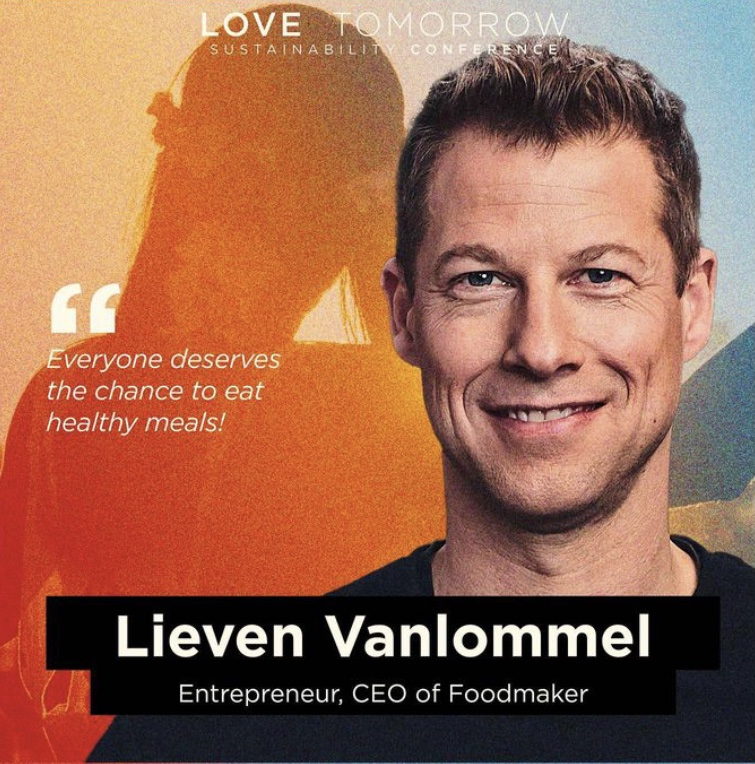 LOVE TOMORROW
SUSTAINABILITY CONFERENCE
“
Everyone deserves
the chance to eat
healthy meals!
Lieven Vanlommel
Entrepreneur, CEO of Foodmaker